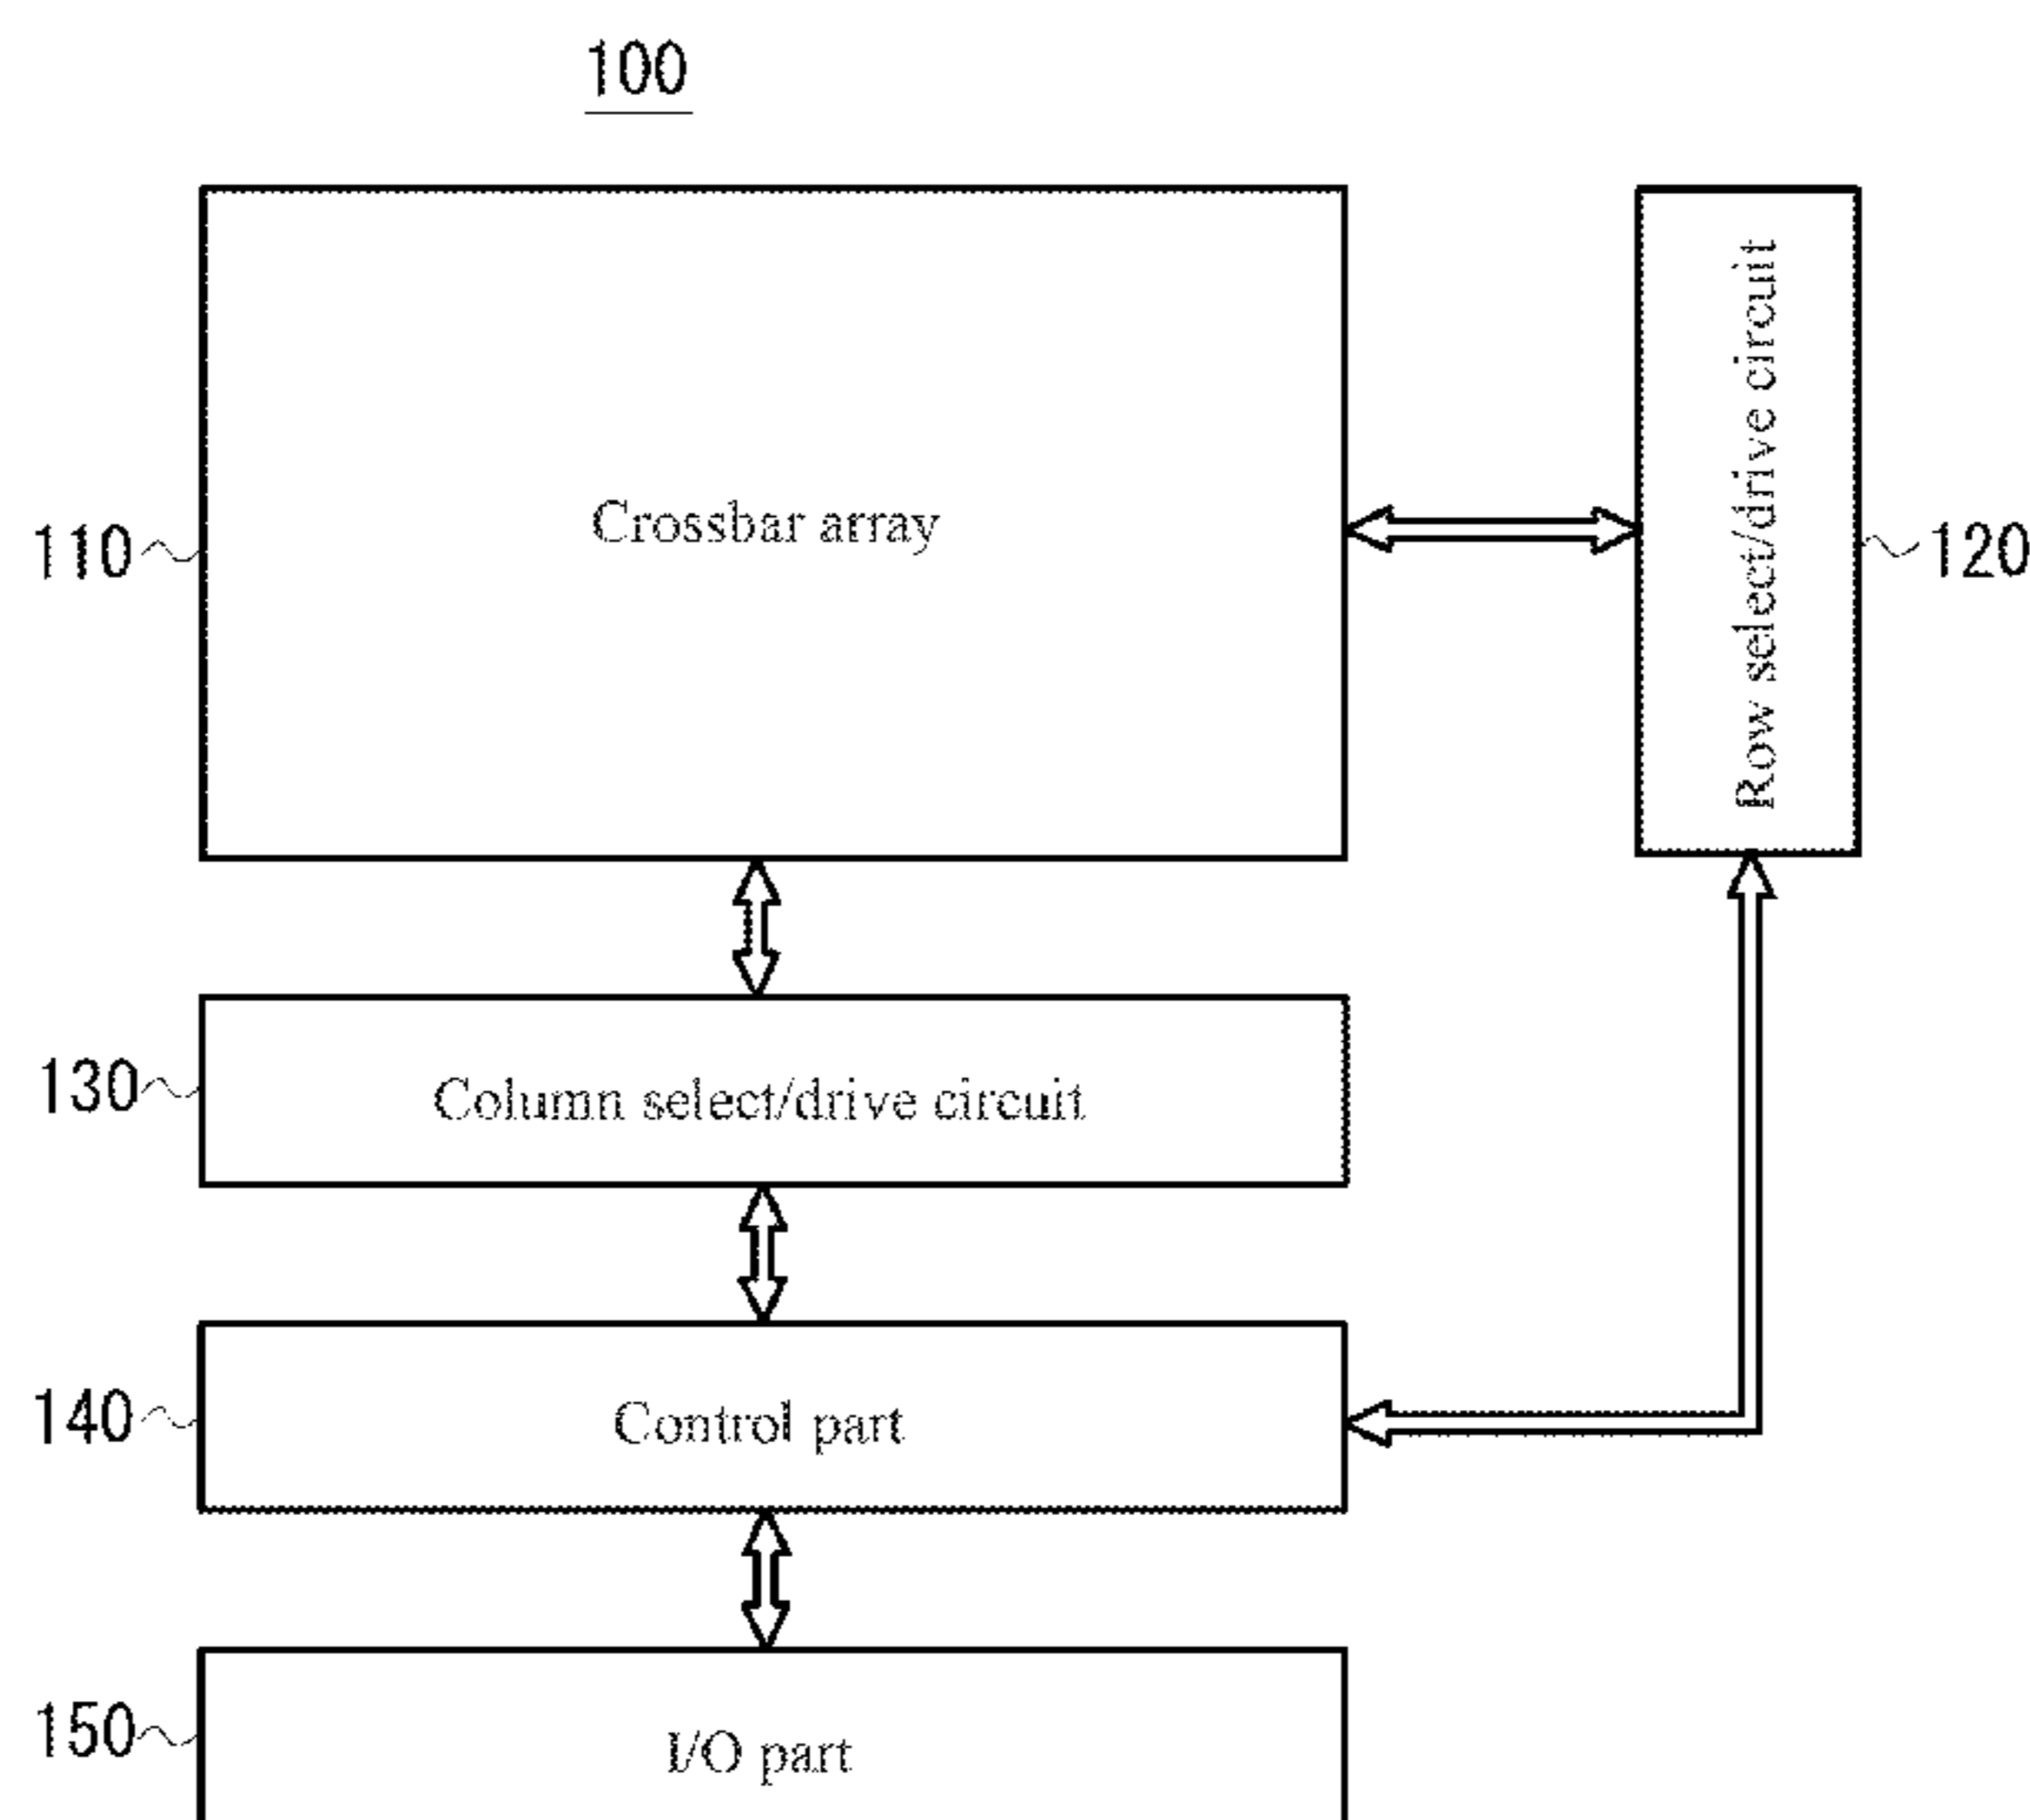 100
110
Crossbar array
Row select/drive circuit
120
130
Column select/drive circuit
140
Control part
150
I/O part